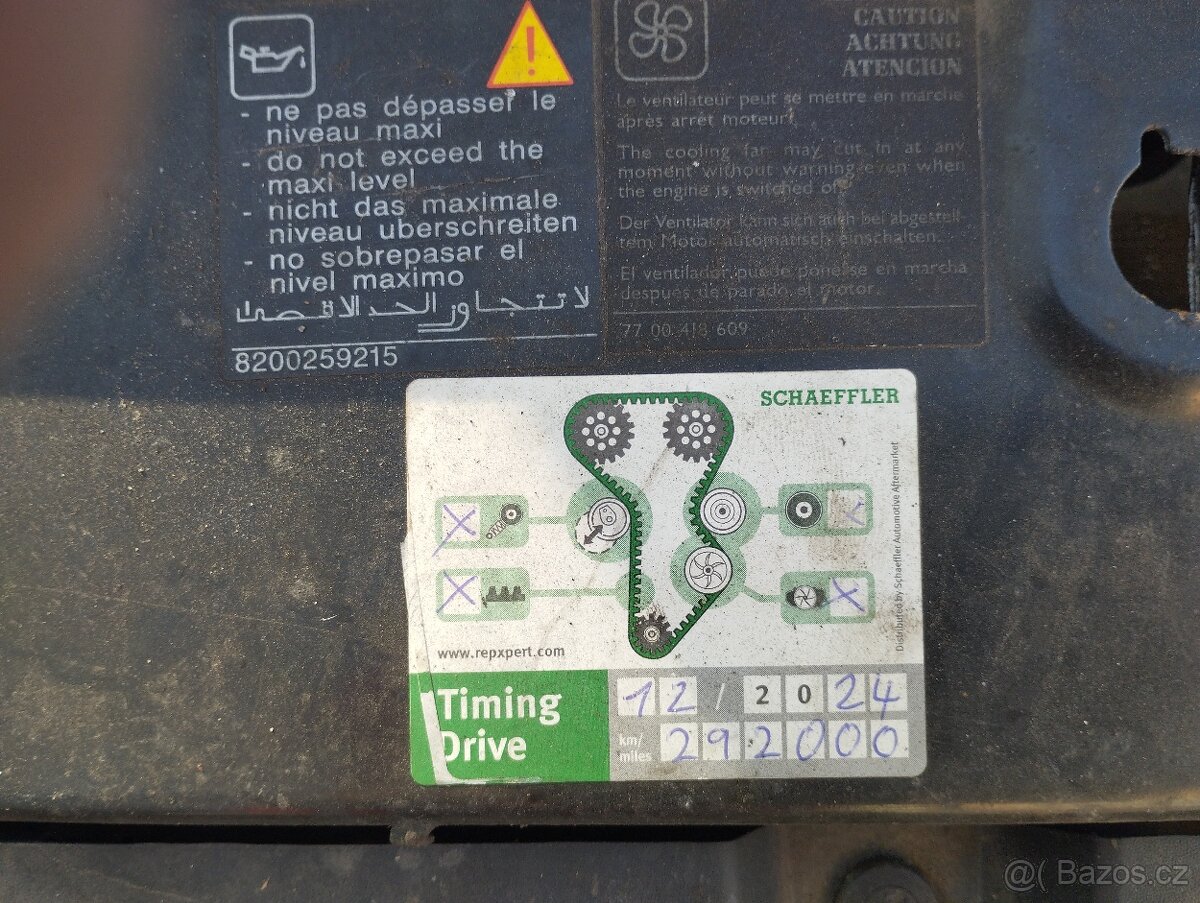 - ne pas dépasser le
niveau maxi
- do not exceed the
maxi level
- nicht das maximale
niveau uberschreiten
- no sobrepasar el
nivel maximo
لا تتجاور الحد الاقصى
8200259215
CAUTION
ACHTUNG
ATENCION
Le ventilateur peut se mettre en marche
après arrêt moteur.
The cooling fan may cut in at any
moment without warning even when
the engine is switched off.
Der Ventilator kann sich auch bei abgestell-
tem Motor automatisch einschalten.
El ventilador puede ponerse en marcha
despues de parado el motor.
77 00 418 609
SCHAEFFLER
X
X
X
X
Distributed by Schaeffler Automotive Aftermarket
www.repxpert.com
Timing
Drive
12 / 2024
km/
miles
292000
@( Bazos.cz